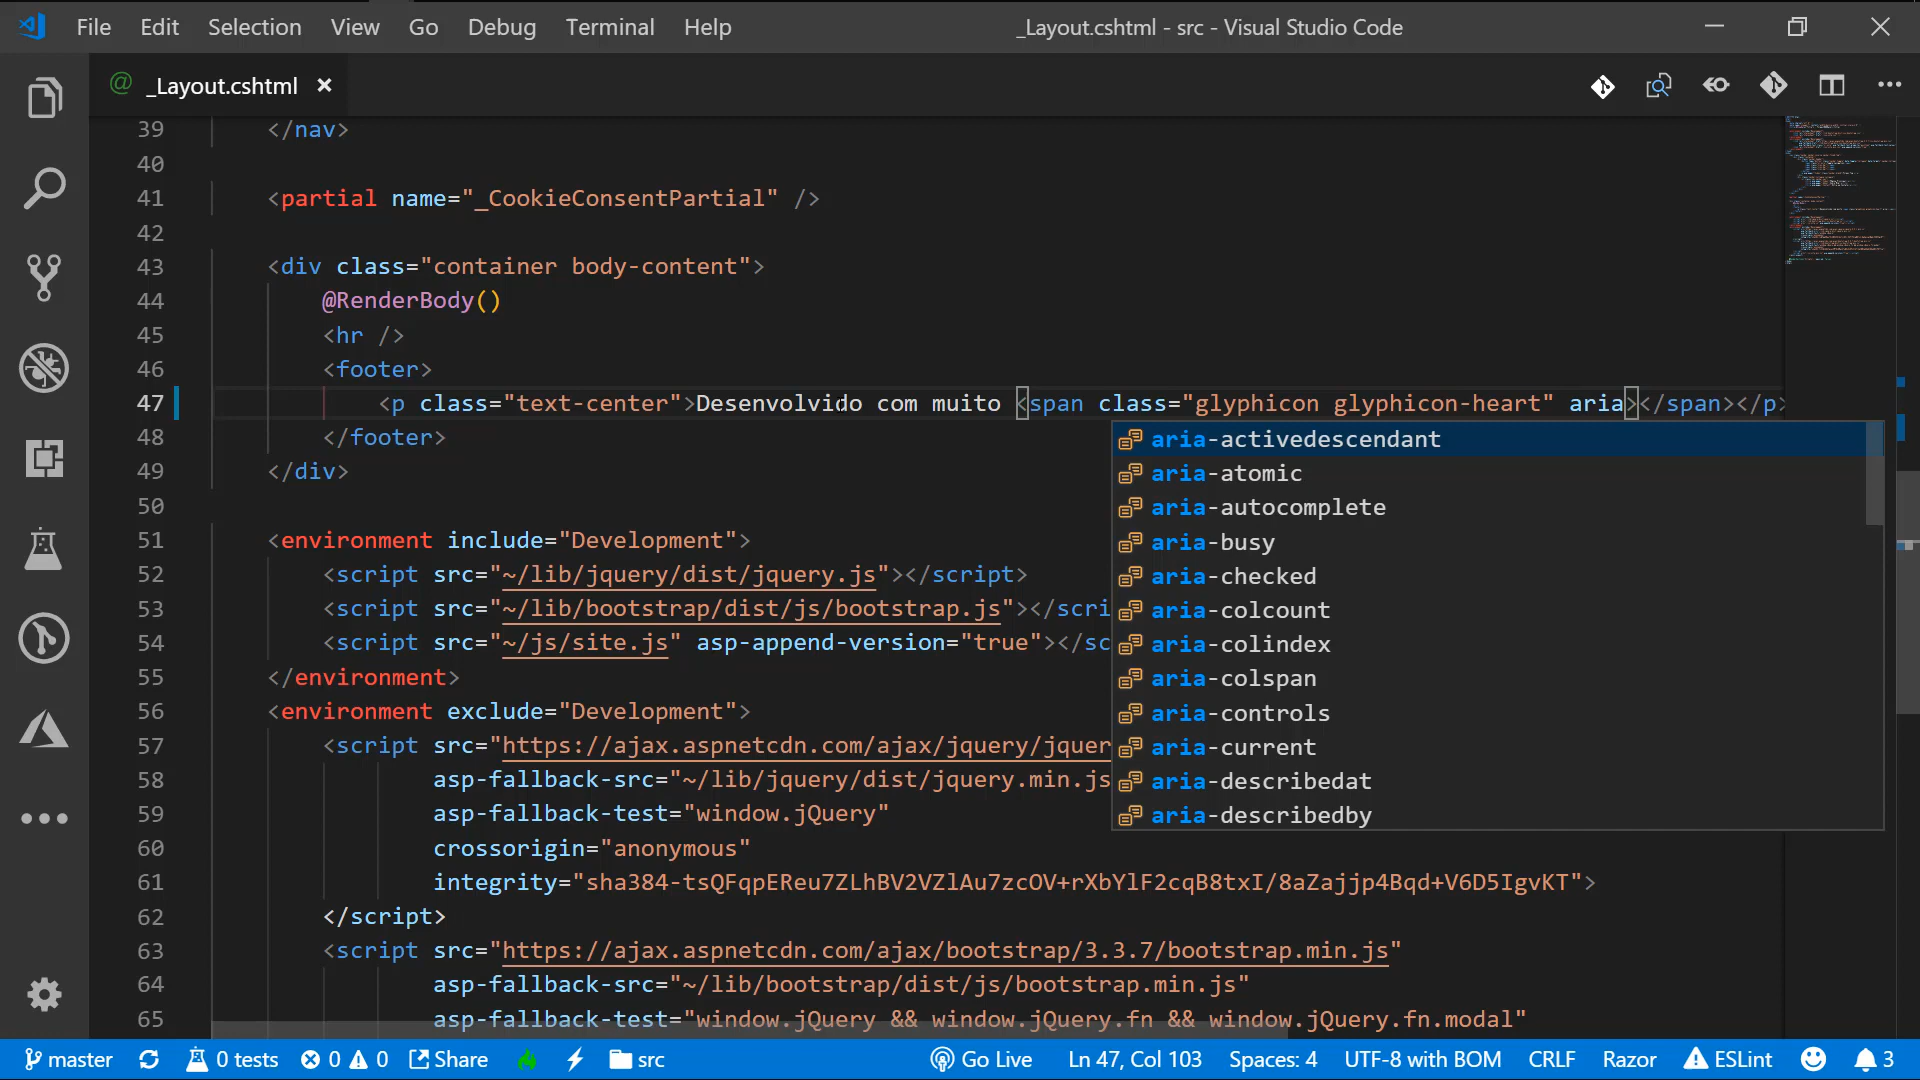 File Edit Selection View Go Debug Terminal Help _Layout.cshtml - src - Visual Studio Code
@ _Layout.cshtml
39 </nav>
40
41 <partial name="_CookieConsentPartial" />
42
43 <div class="container body-content">
44 @RenderBody()
45 <hr />
46 <footer>
47 <p class="text-center">Desenvolvido com muito <span class="glyphicon glyphicon-heart" aria></span></p>
48 </footer>
49 </div>
50
51 <environment include="Development">
52 <script src="~/lib/jquery/dist/jquery.js"></script>
53 <script src="~/lib/bootstrap/dist/js/bootstrap.js"></scri
54 <script src="~/js/site.js" asp-append-version="true"></sc
55 </environment>
56 <environment exclude="Development">
57 <script src="https://ajax.aspnetcdn.com/ajax/jquery/jquer
58 asp-fallback-src="~/lib/jquery/dist/jquery.min.js
59 asp-fallback-test="window.jQuery"
60 crossorigin="anonymous"
61 integrity="sha384-tsQFqpEReu7ZLhBV2VZlAu7zcOV+rXbYlF2cqB8txI/8aZajjp4Bqd+V6D5IgvKT">
62 </script>
63 <script src="https://ajax.aspnetcdn.com/ajax/bootstrap/3.3.7/bootstrap.min.js"
64 asp-fallback-src="~/lib/bootstrap/dist/js/bootstrap.min.js"
65 asp-fallback-test="window.jQuery && window.jQuery.fn && window.jQuery.fn.modal"
aria-activedescendant
aria-atomic
aria-autocomplete
aria-busy
aria-checked
aria-colcount
aria-colindex
aria-colspan
aria-controls
aria-current
aria-describedat
aria-describedby
master 0 tests 0 0 Share src Go Live Ln 47, Col 103 Spaces: 4 UTF-8 with BOM CRLF Razor ESLint 3